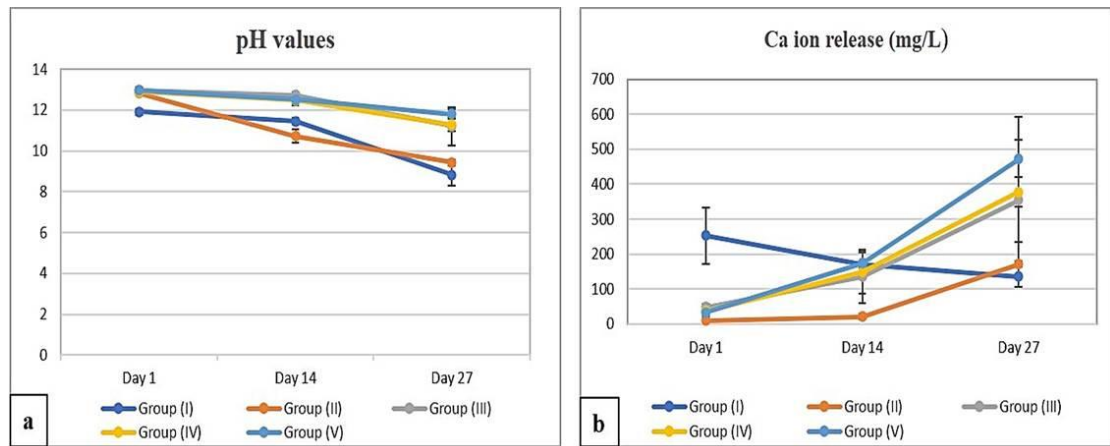 pH values
14
12
10
8
6
4
2
0
Day 1 Day 14 Day 27
Group (I) Group (II) Group (III)
Group (IV) Group (V)
a
Ca ion release (mg/L)
700
600
500
400
300
200
100
0
Day 1 Day 14 Day 27
Group (I) Group (II) Group (III)
Group (IV) Group (V)
b